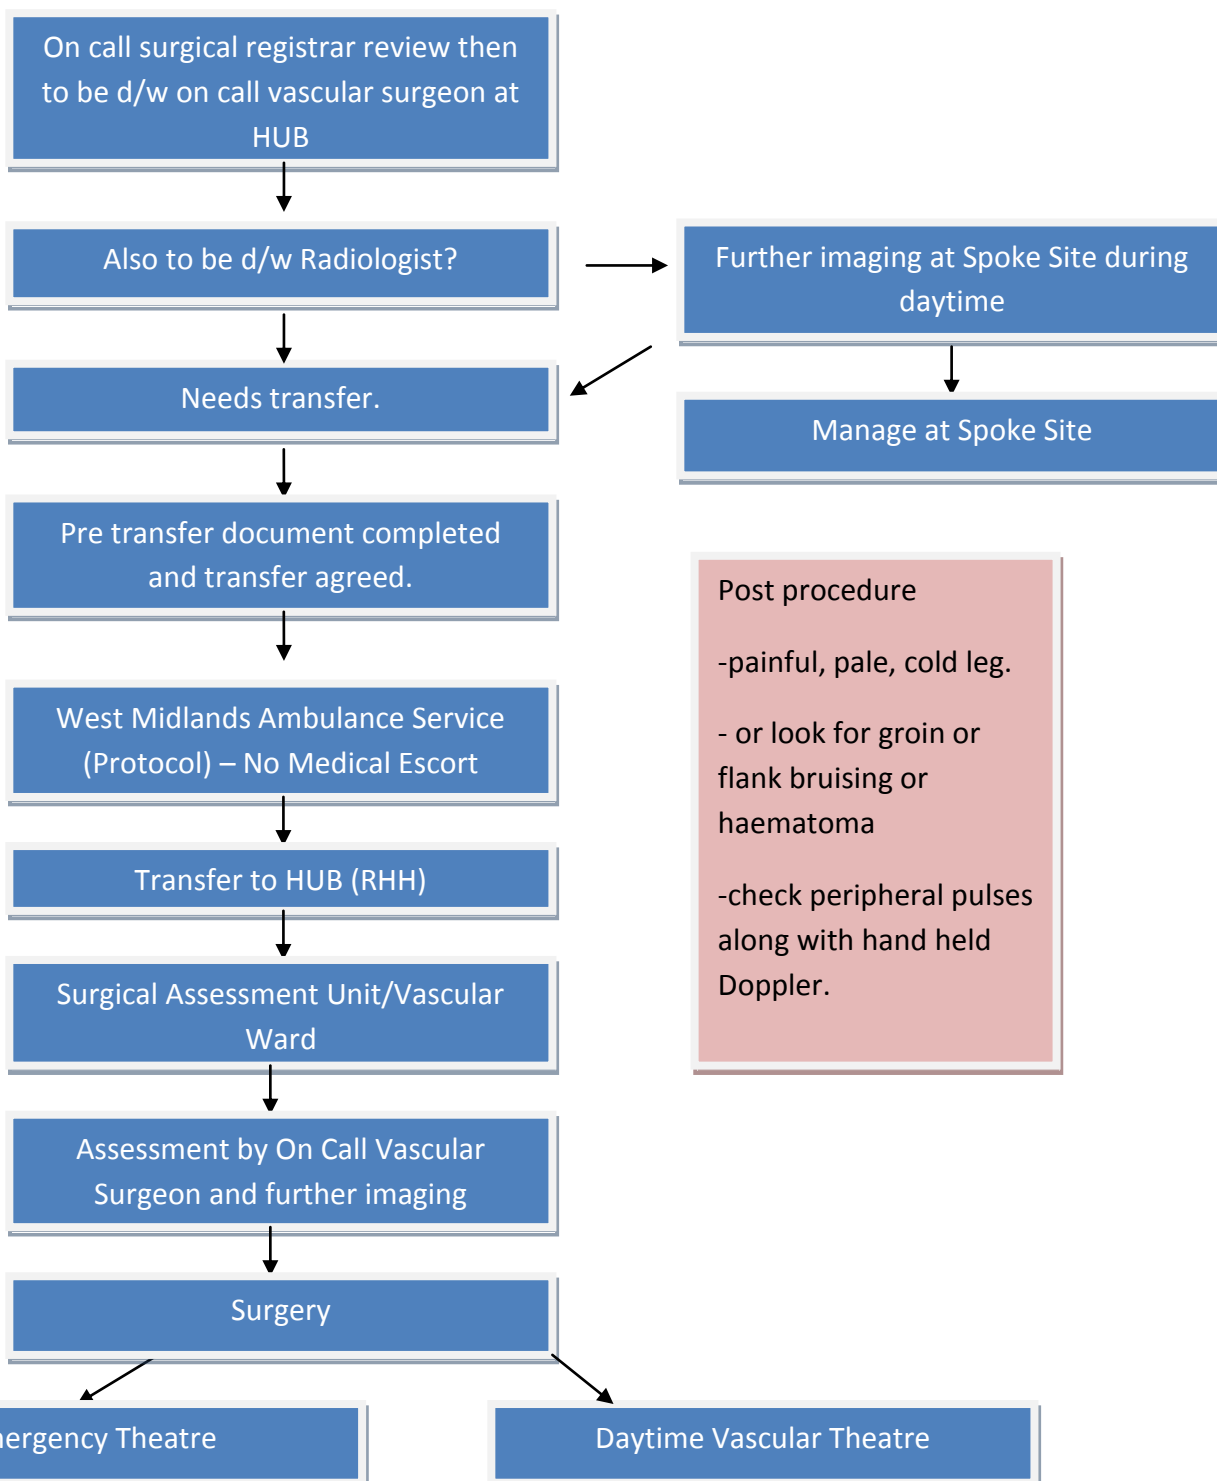 On call surgical registrar review then
to be d/w on call vascular surgeon at
HUB
Also to be d/w Radiologist?
Further imaging at Spoke Site during
daytime
Needs transfer.
Manage at Spoke Site
Pre transfer document completed
and transfer agreed.
Post procedure
-painful, pale, cold leg.
- or look for groin or
flank bruising or
haematoma
-check peripheral pulses
along with hand held
Doppler.
West Midlands Ambulance Service
(Protocol) – No Medical Escort
Transfer to HUB (RHH)
Surgical Assessment Unit/Vascular
Ward
Assessment by On Call Vascular
Surgeon and further imaging
Surgery
ergency Theatre
Daytime Vascular Theatre